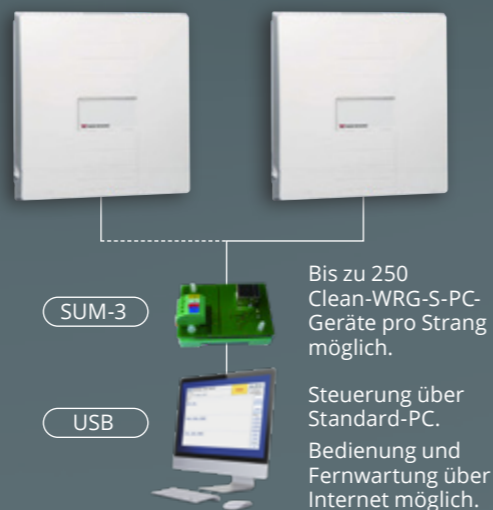 SUM-3
Bis zu 250
Clean-WRG-S-PC-
Geräte pro Strang
möglich.
USB
Steuerung über
Standard-PC.
Bedienung und
Fernwartung über
Internet möglich.